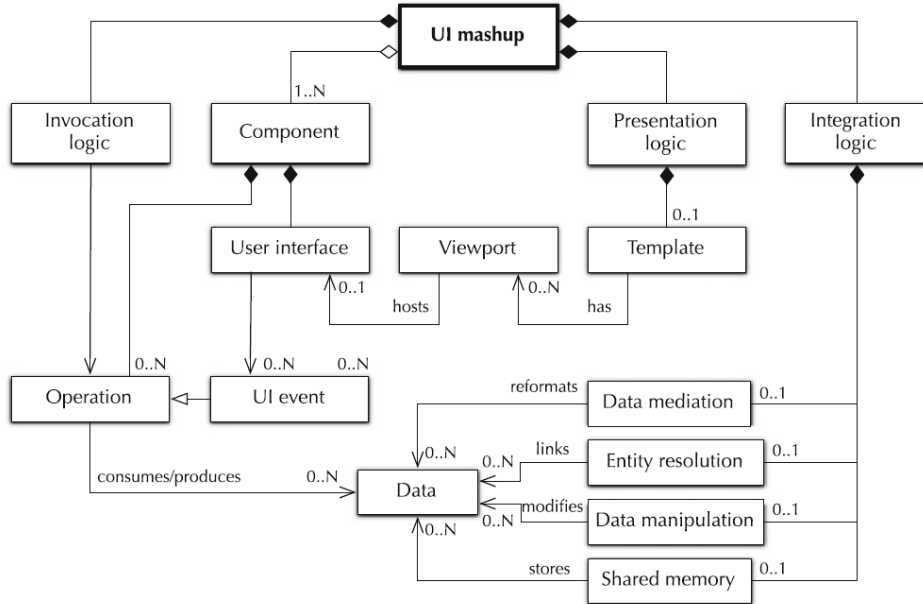 UI mashup
1..N
Invocation
logic
Component
Presentation
logic
Integration
logic
0..1
User interface
Viewport
Template
0..1
0..N
hosts
has
0..N
0..N
0..N
Operation
UI event
reformats
Data mediation
0..1
0..N
links
Entity resolution
0..1
0..N
consumes/produces
0..N
Data
modifies
Data manipulation
0..1
0..N
0..N
stores
Shared memory
0..1